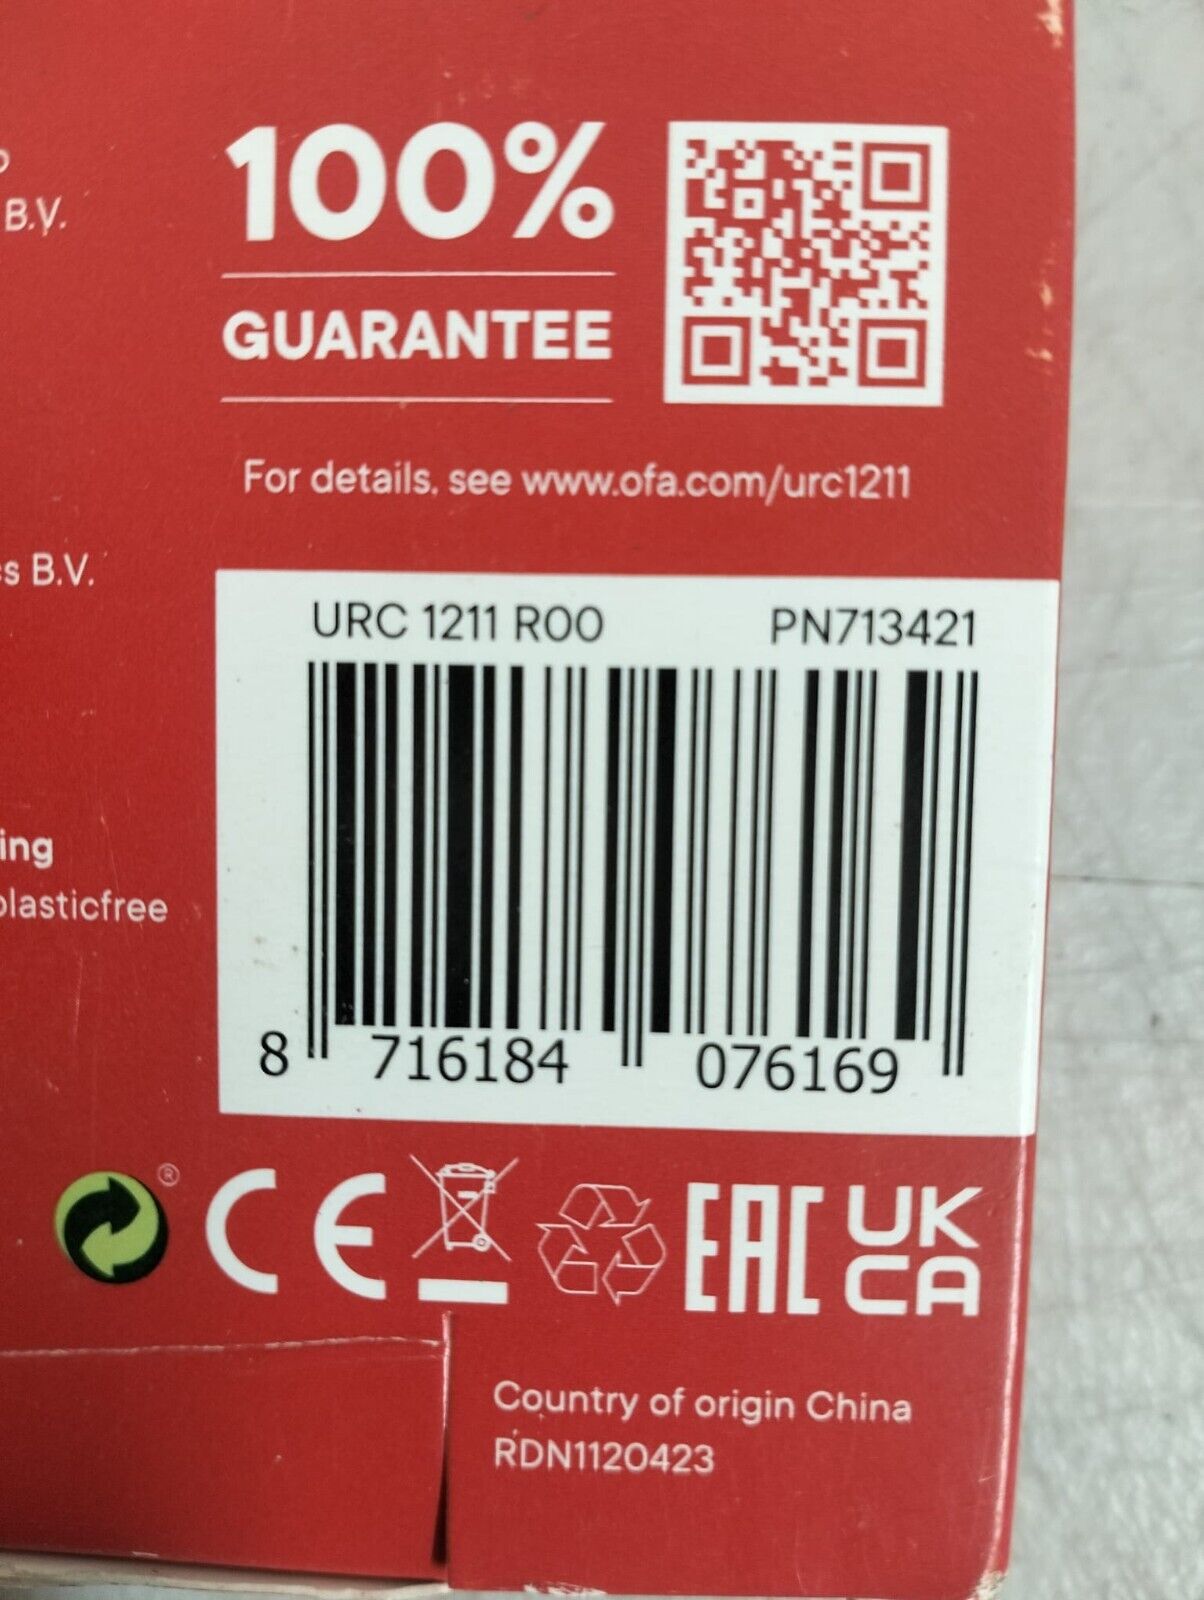 B.V.
100%
GUARANTEE
For details, see www.ofa.com/urc1211
s B.V.
URC 1211 R00 PN713421
ing
plasticfree
8 716184 076169
® CE EAC UK
CA
Country of origin China
RDN1120423